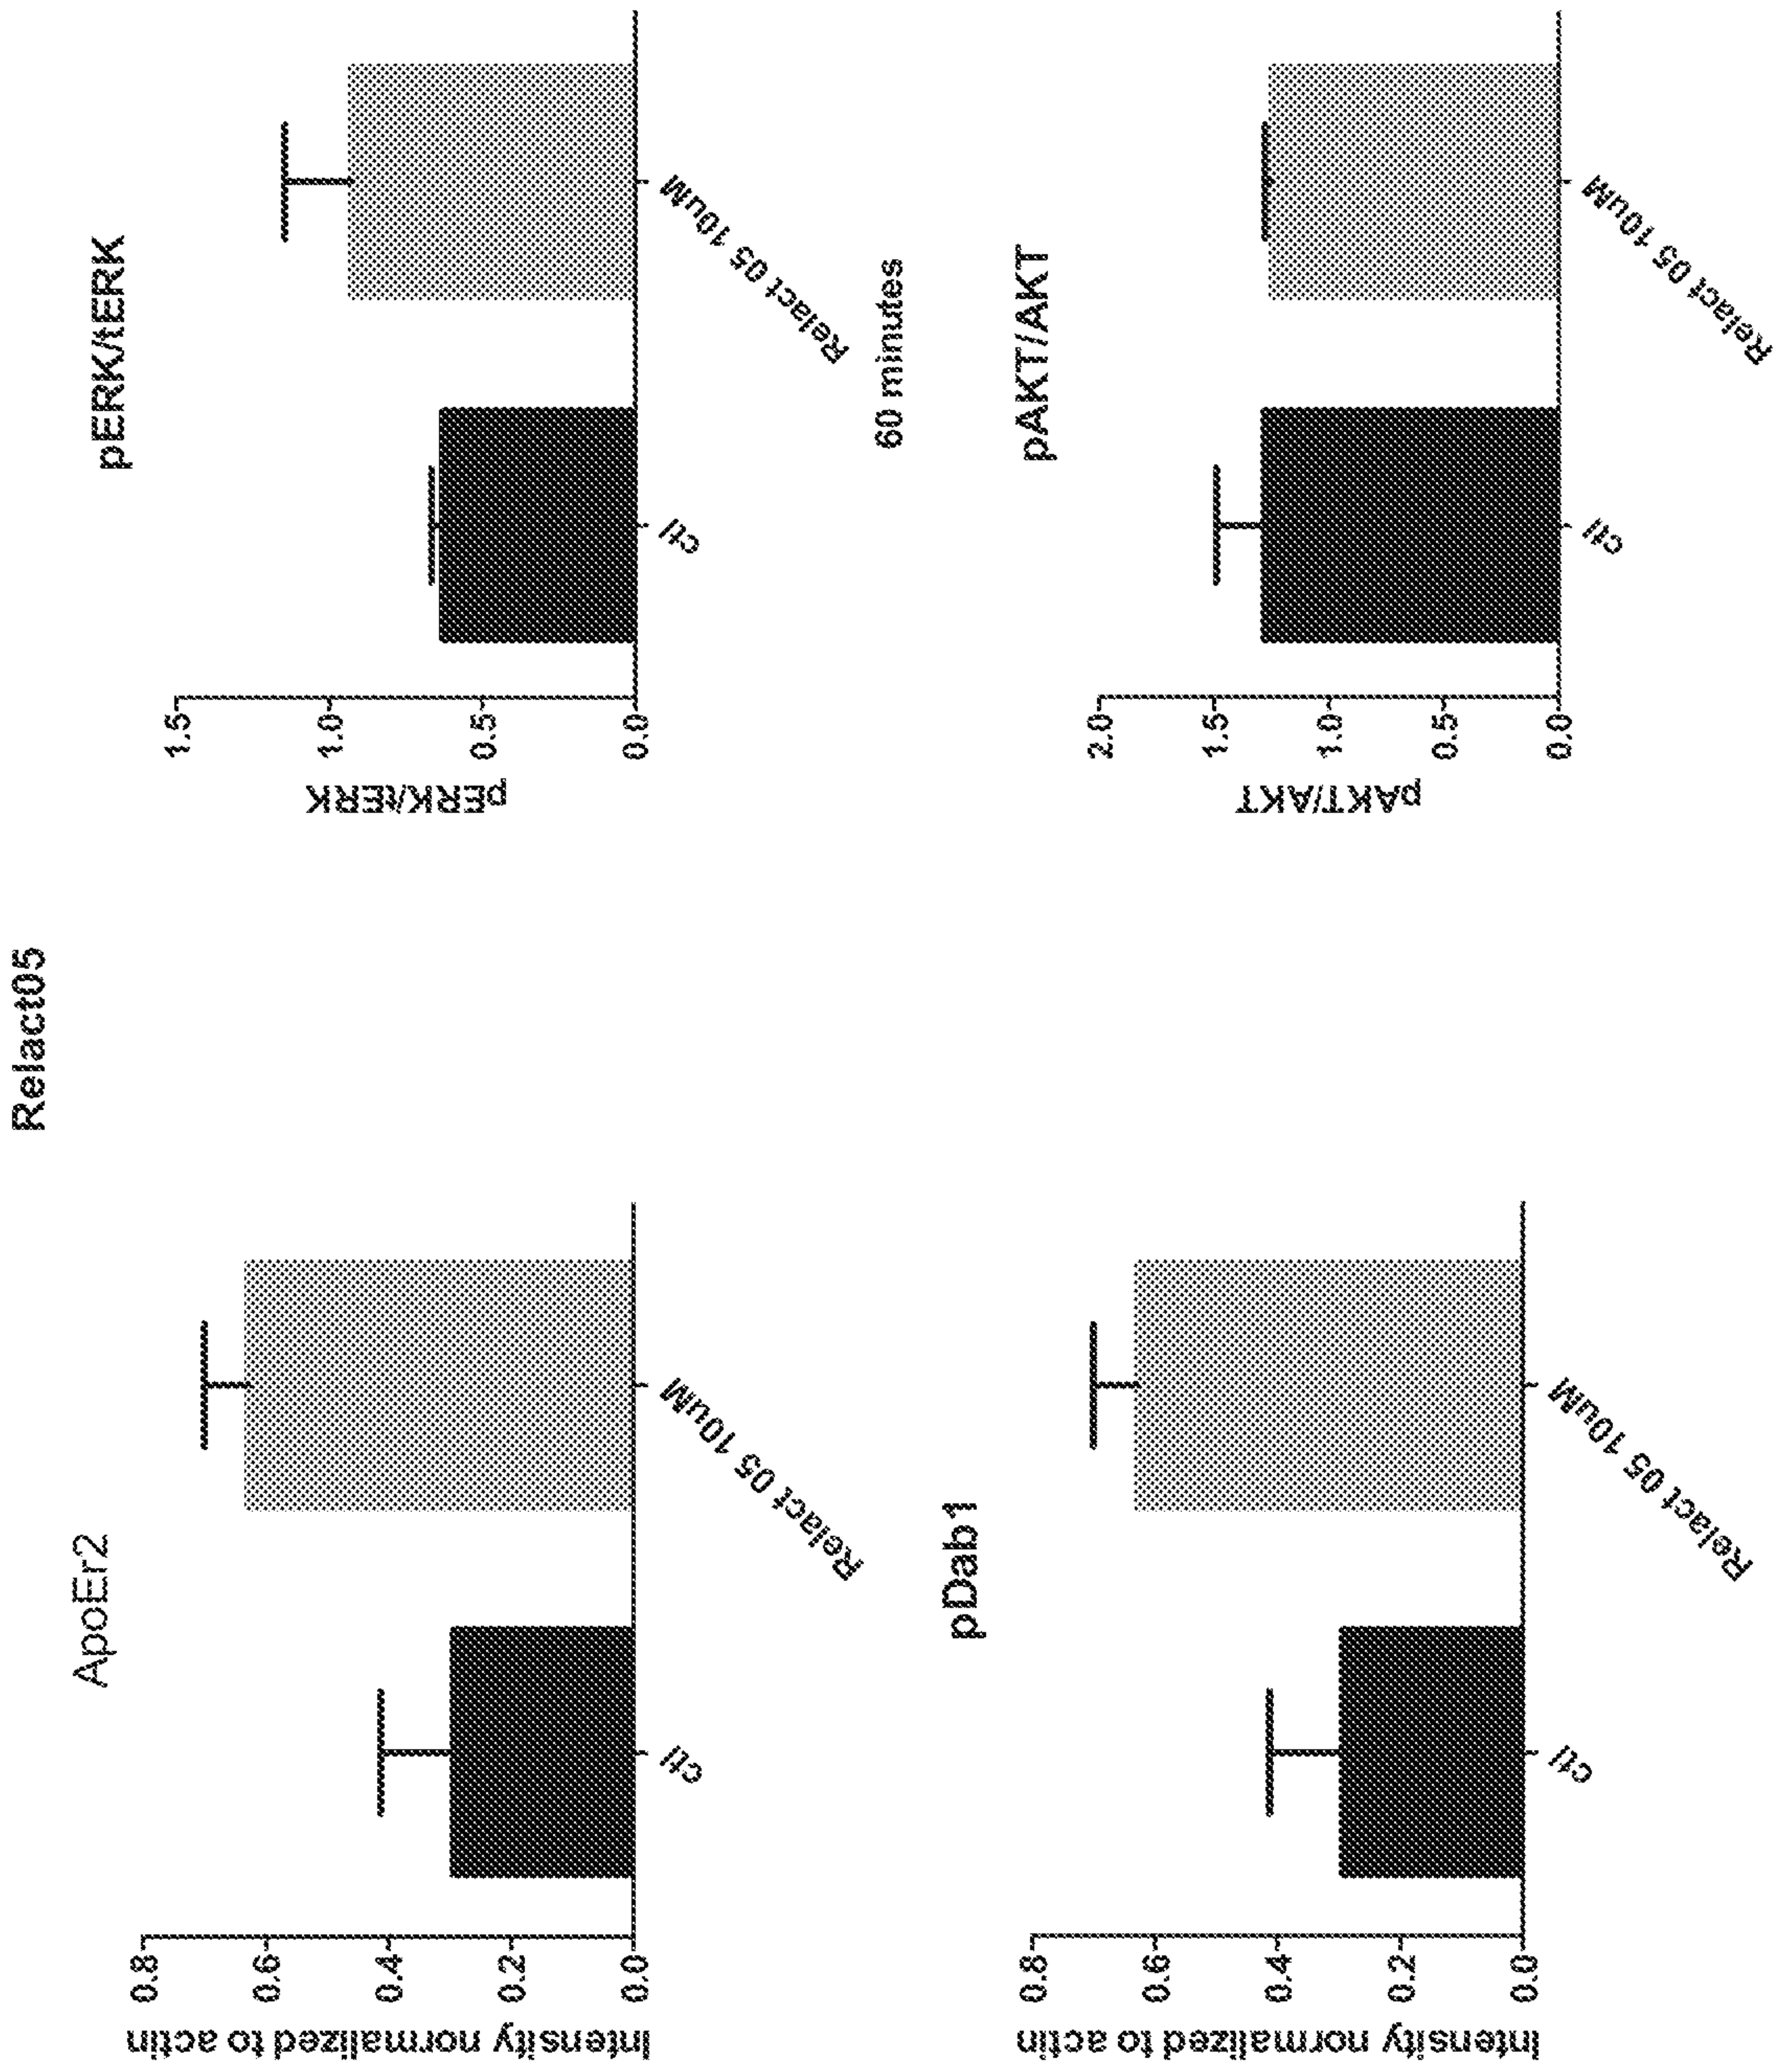 Relact05
ApoEr2
Intensity normalized to actin
0.8
0.6
0.4
0.2
0.0
ctl
Relact 05 10uM
pERK/tERK
pERK/tERK
1.5
1.0
0.5
0.0
ctl
Relact 05 10uM
60 minutes
pDab1
Intensity normalized to actin
0.8
0.6
0.4
0.2
0.0
ctl
Relact 05 10uM
pAKT/AKT
pAKT/AKT
2.0
1.5
1.0
0.5
0.0
ctl
Relact 05 10uM